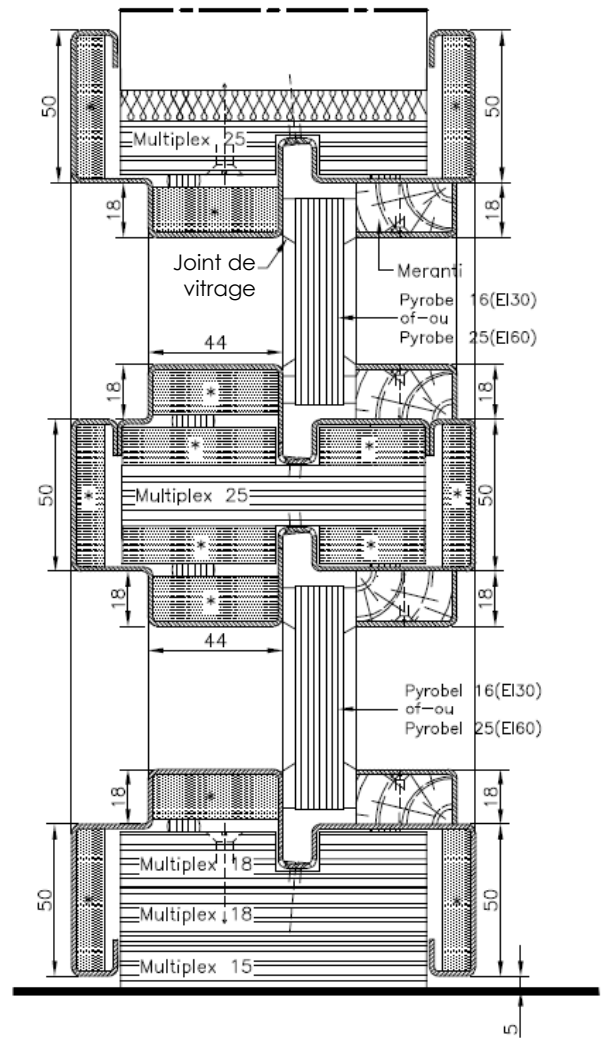 50
50
Multiplex 25
*
*
18
*
18
Joint de
vitrage
Meranti
Pyrobe 16(EI30)
of-ou
Pyrobe 25(EI60)
44
18
*
18
*
*
50
*
Multiplex 25
*
50
*
*
18
*
18
44
Pyrobel 16(EI30)
of-ou
Pyrobel 25(EI60)
18
*
18
Multiplex 18
50
*
*
50
Multiplex 18
Multiplex 15
5